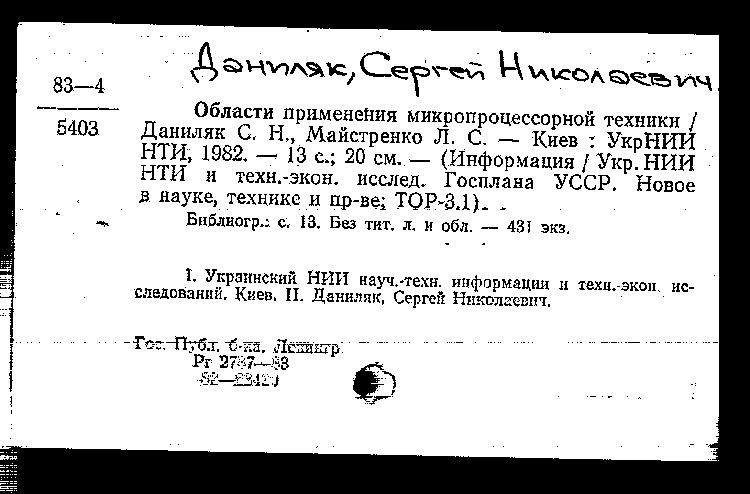 Даниляк, Сергей Николаевич
83—4
5403
Области применения микропроцессорной техники /
Даниляк С. Н., Майстренко Л. С. — Киев : УкрНИИ
НТИ, 1982. — 13 с.; 20 см. — (Информация / Укр. НИИ
НТИ и техн.-экон. исслед. Госплана УССР. Новое
в науке, технике и пр-ве; ТОР-3.1).
Библиогр.: с. 13. Без тит. л. и обл. — 431 экз.
I. Украинский НИИ науч.-техн. информации и техн.-экон. ис-
следований. Киев. II. Даниляк, Сергей Николаевич.
Гос. Публ. б-ка. Ленингр.
Рг 2787—83